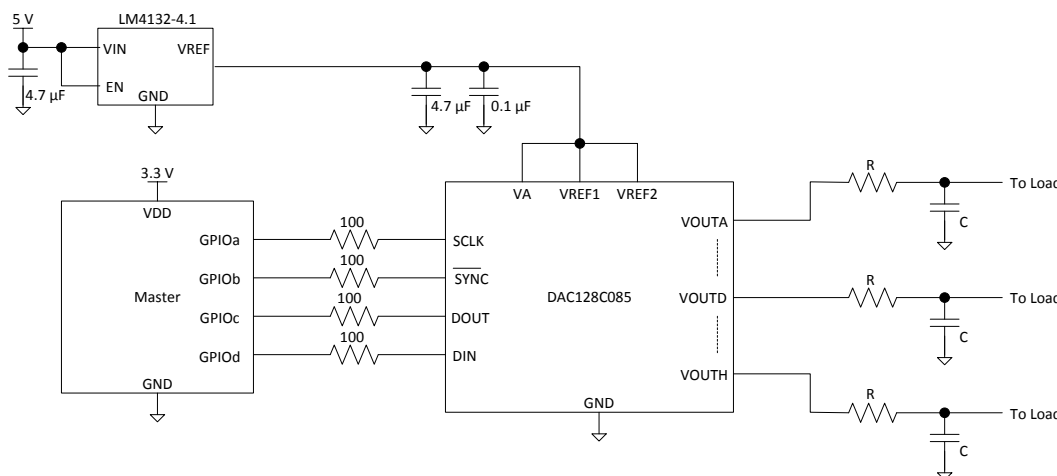 5 V
LM4132-4.1
VIN
VREF
EN
GND
4.7 µF
4.7 µF
0.1 µF
3.3 V
VDD
GPIOa
GPIOb
GPIOc
GPIOd
Master
GND
100
100
100
100
VA
VREF1
VREF2
SCLK
SYNC
DOUT
DIN
DAC128C085
VOUTA
VOUTD
VOUTH
GND
R
To Load
C
R
To Load
C
R
To Load
C